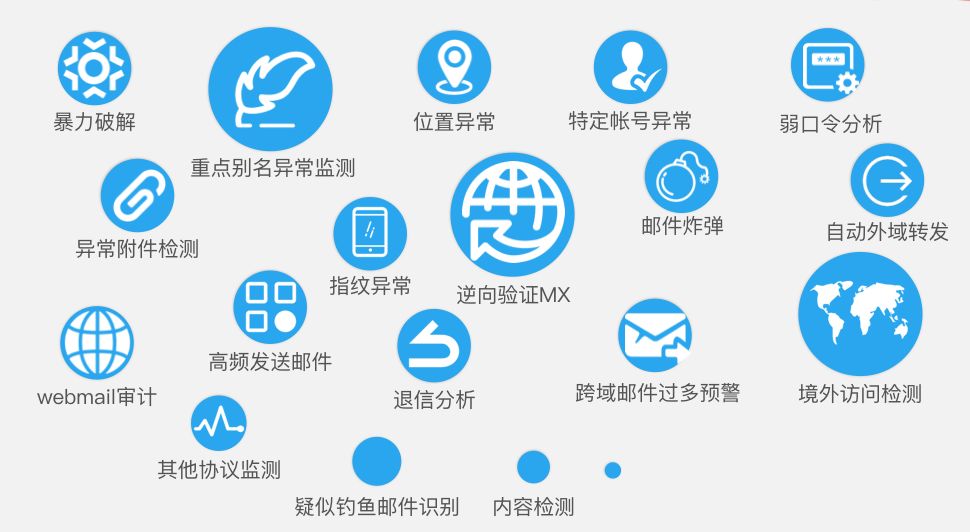 暴力破解
位置异常
特定帐号异常
弱口令分析
重点别名异常监测
邮件炸弹
自动外域转发
异常附件检测
指纹异常
逆向验证MX
高频发送邮件
webmail审计
退信分析
跨域邮件过多预警
境外访问检测
其他协议监测
疑似钓鱼邮件识别
内容检测